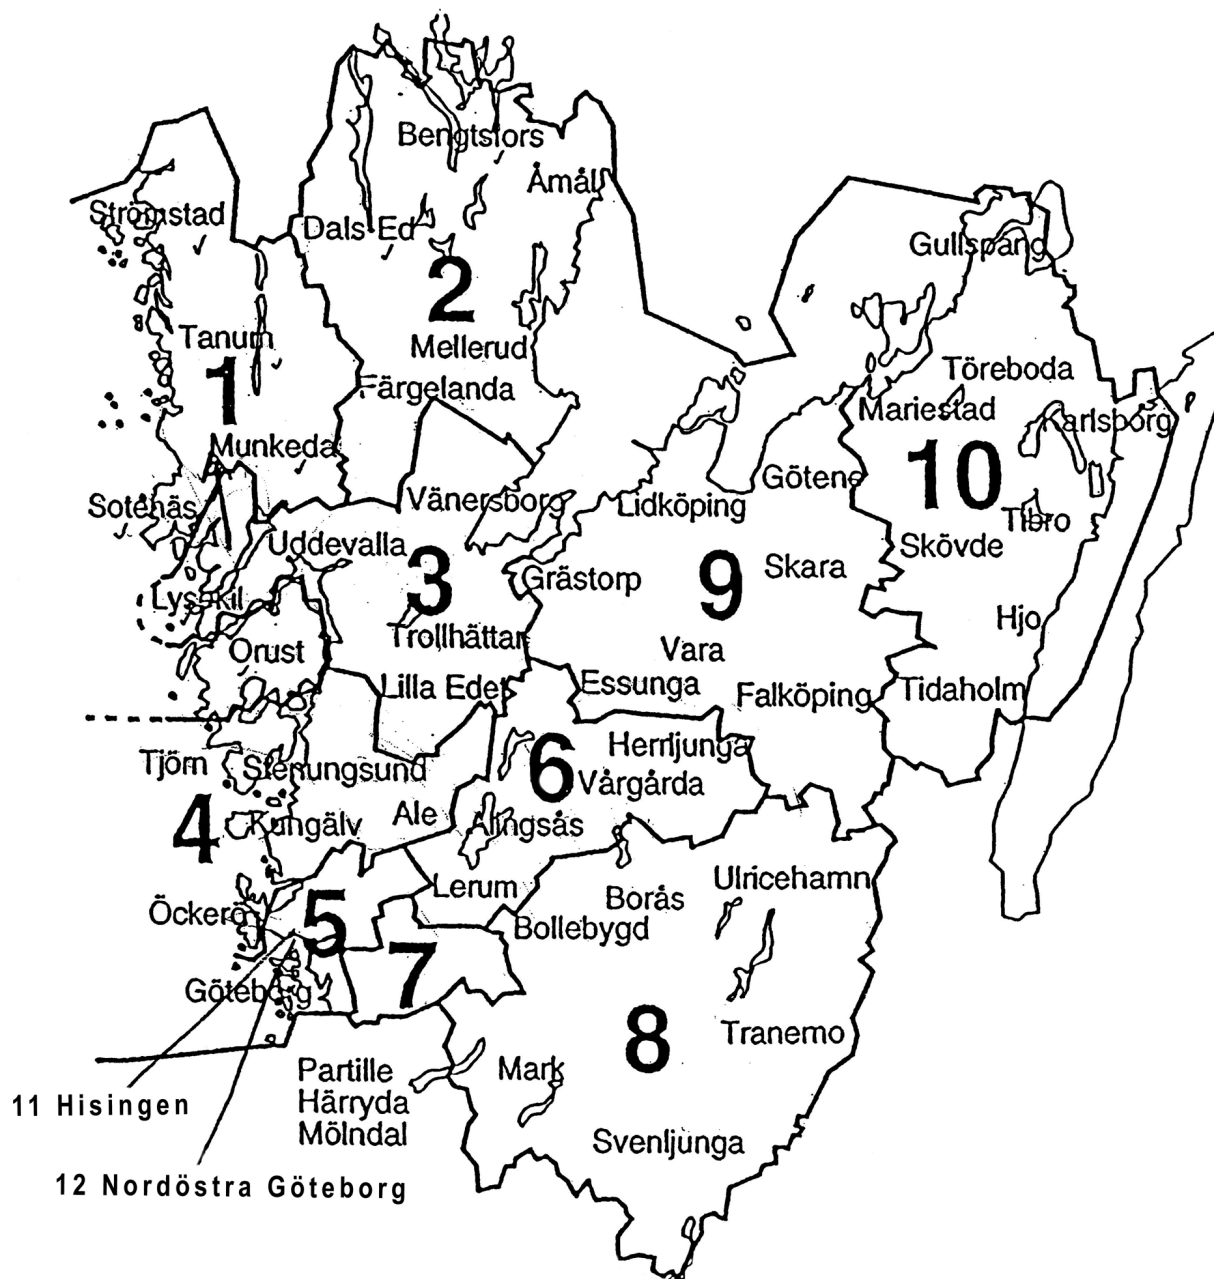 Bengtsfors
Åmål
Strömstad
Dals-Ed
Gullspång
2
Tanum
Mellerud
Töreboda
1
Färgelanda
Mariestad
Karlsborg
Munkeda
10
Götene
Sotenäs
Vänersborg
Lidköping
Tibro
Uddevalla
Skövde
3
Grästorp
9
Skara
Lysekil
Hjo
Orust
Trollhättan
Vara
Lilla Edet
Essunga
Falköping
Tidaholm
Tjörn
Stenungsund
6
Herrljunga
Vårgårda
4
Kungälv
Ale
Alingsås
Lerum
Ulricehamn
Öckerö
5
Borås
Bollebygd
7
Göteborg
8
Tranemo
Partille
Härryda
Mölndal
Mark
11 Hisingen
Svenljunga
12 Nordöstra Göteborg